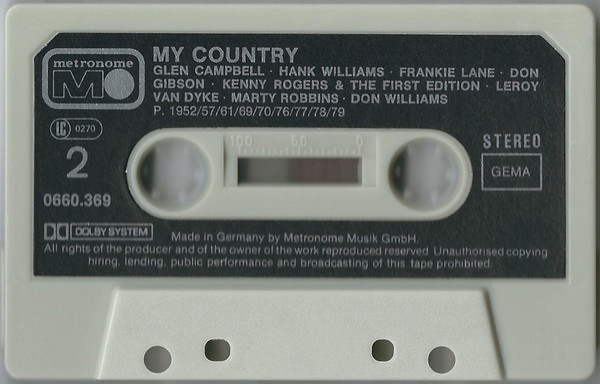 metronome
M
MY COUNTRY
GLEN CAMPBELL · HANK WILLIAMS · FRANKIE LANE · DON
GIBSON · KENNY ROGERS & THE FIRST EDITION · LEROY
VAN DYKE · MARTY ROBBINS · DON WILLIAMS
P. 1952/57/61/69/70/76/77/78/79
LC 0270
2
0660.369
100 50 0
STEREO
GEMA
DOLBY SYSTEM
Made in Germany by Metronome Musik GmbH.
All rights of the producer and of the owner of the work reproduced reserved. Unauthorised copying
hiring, lending, public performance and broadcasting of this tape prohibited.